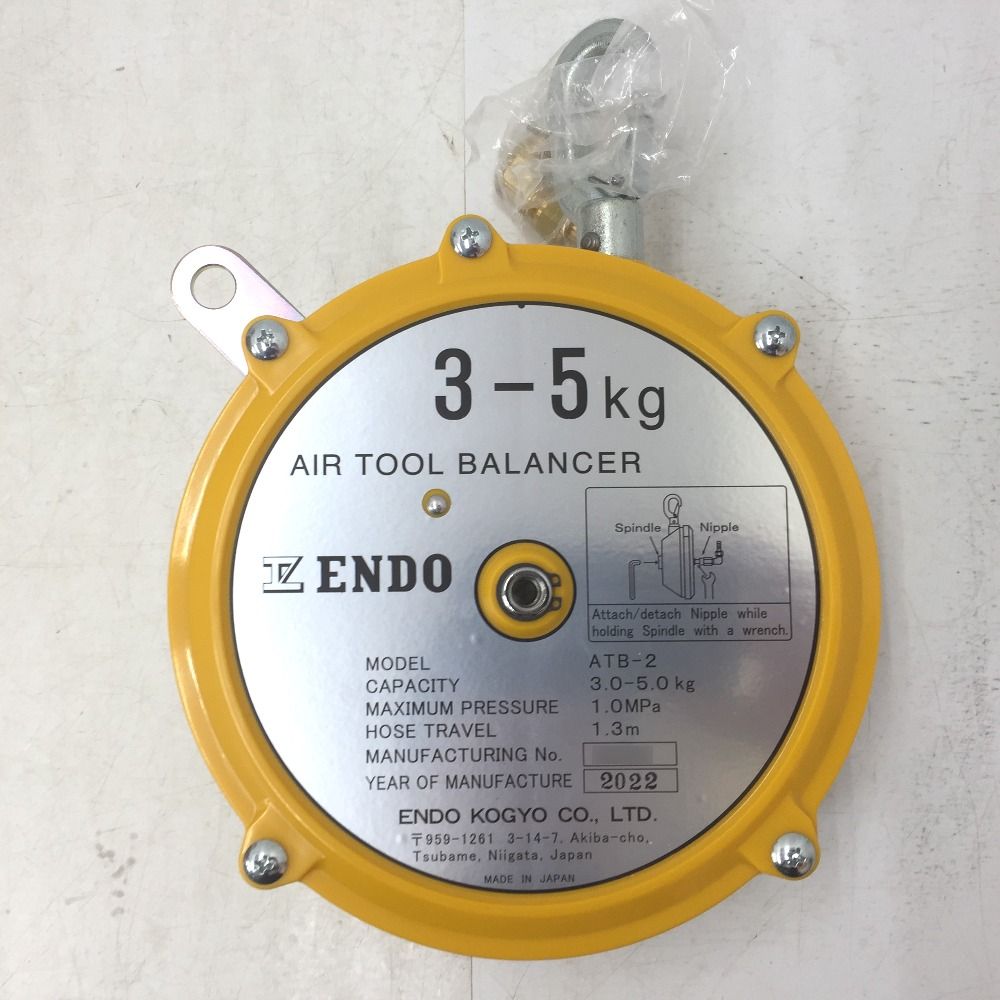 3-5kg
AIR TOOL BALANCER
ENDO
Spindle Nipple
Attach/detach Nipple while
holding Spindle with a wrench.
MODEL ATB-2
CAPACITY 3.0-5.0kg
MAXIMUM PRESSURE 1.0MPa
HOSE TRAVEL 1.3m
MANUFACTURING No.
YEAR OF MANUFACTURE 2022
ENDO KOGYO CO., LTD.
〒959-1261 3-14-7, Akiba-cho,
Tsubame, Niigata, Japan
MADE IN JAPAN